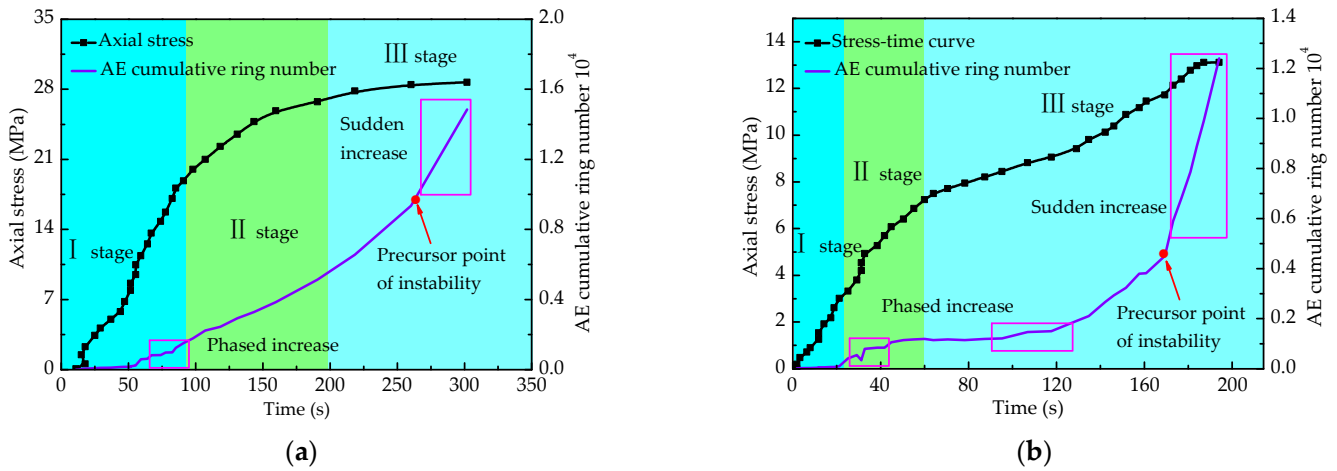 35
28
21
14
7
0
Axial stress (MPa)
Axial stress
AE cumulative ring number
I stage
II stage
III stage
Sudden
increase
Phased increase
Precursor point
of instability
2.0
1.6
1.2
0.8
0.4
0.0
AE cumulative ring number 10⁴
0 50 100 150 200 250 300 350
Time (s)
(a)
14
12
10
8
6
4
2
0
Axial stress (MPa)
Stress-time curve
AE cumulative ring number
I stage
II stage
III stage
Sudden increase
Phased increase
Precursor point
of instability
1.4
1.2
1.0
0.8
0.6
0.4
0.2
0.0
AE cumulative ring number 10⁴
0 40 80 120 160 200
Time (s)
(b)